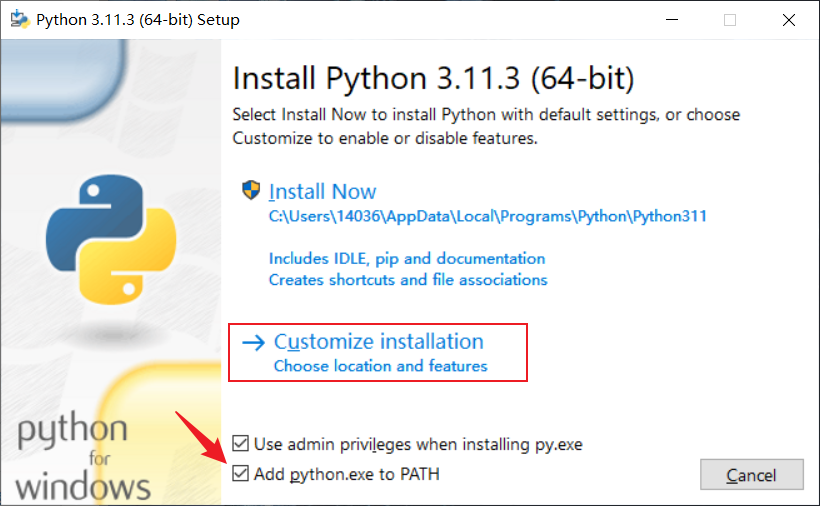 Python 3.11.3 (64-bit) Setup
Install Python 3.11.3 (64-bit)
Select Install Now to install Python with default settings, or choose
Customize to enable or disable features.
Install Now
C:\Users\14036\AppData\Local\Programs\Python\Python311
Includes IDLE, pip and documentation
Creates shortcuts and file associations
Customize installation
Choose location and features
python
for
windows
Use admin privileges when installing py.exe
Add python.exe to PATH
Cancel